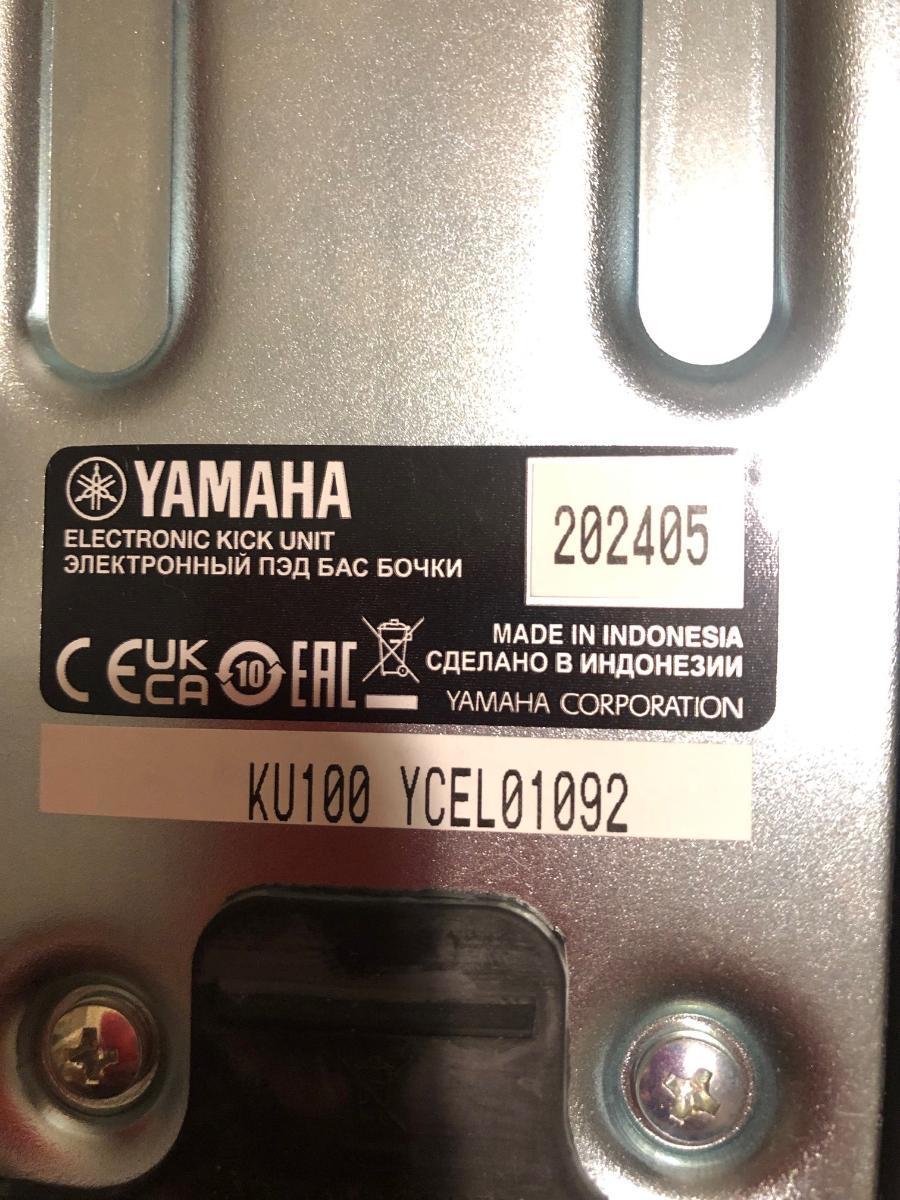 YAMAHA
ELECTRONIC KICK UNIT
ЭЛЕКТРОННЫЙ ПЭД БАС БОЧКИ
202405
CE UK CA 10 EAC
MADE IN INDONESIA
СДЕЛАНО В ИНДОНЕЗИИ
YAMAHA CORPORATION
KU100 YCEL01092